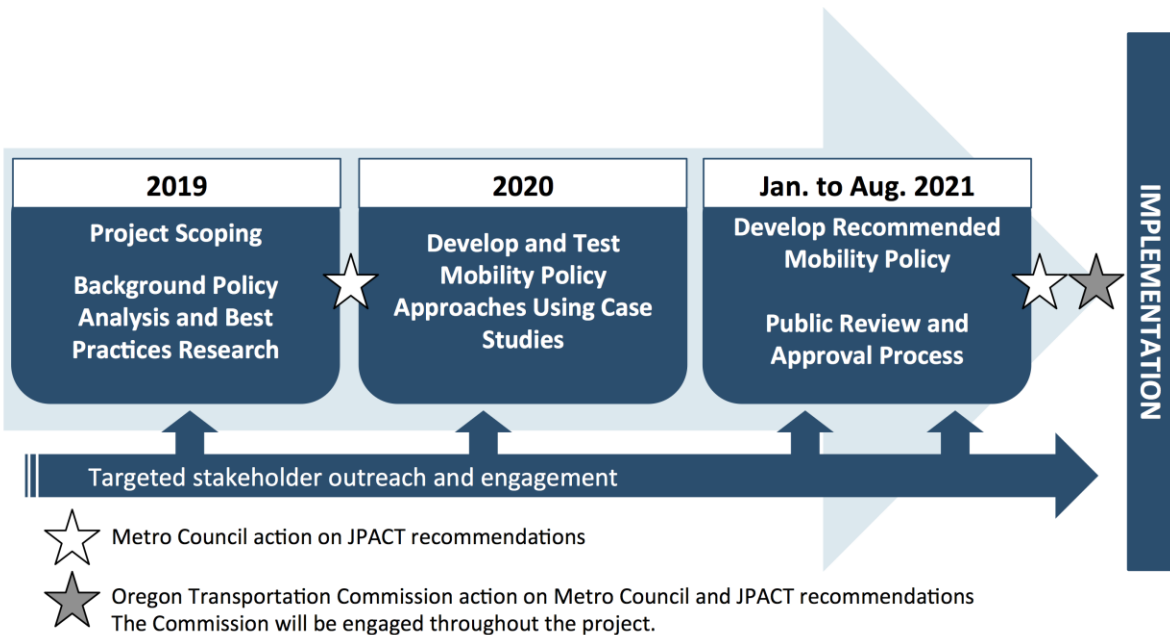 2019
Project Scoping
Background Policy
Analysis and Best
Practices Research
2020
Develop and Test
Mobility Policy
Approaches Using Case
Studies
Jan. to Aug. 2021
Develop Recommended
Mobility Policy
Public Review and
Approval Process
IMPLEMENTATION
Targeted stakeholder outreach and engagement
Metro Council action on JPACT recommendations
Oregon Transportation Commission action on Metro Council and JPACT recommendations
The Commission will be engaged throughout the project.